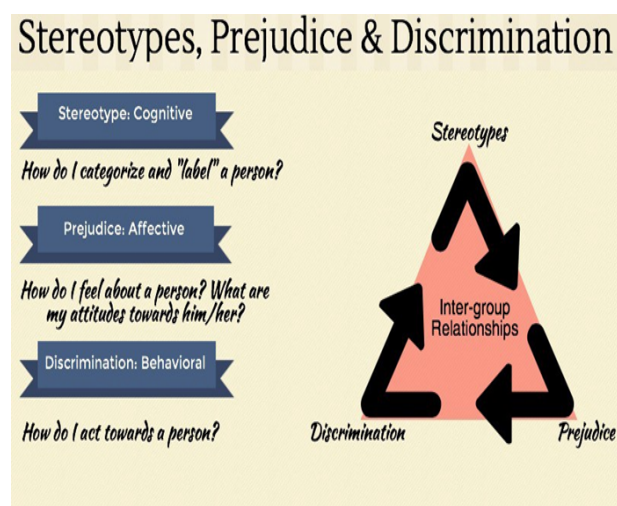 Stereotypes, Prejudice & Discrimination
Stereotype: Cognitive
How do I categorize and "label" a person?
Prejudice: Affective
How do I feel about a person? What are
my attitudes towards him/her?
Discrimination: Behavioral
How do I act towards a person?
Stereotypes
Inter-group
Relationships
Discrimination
Prejudice